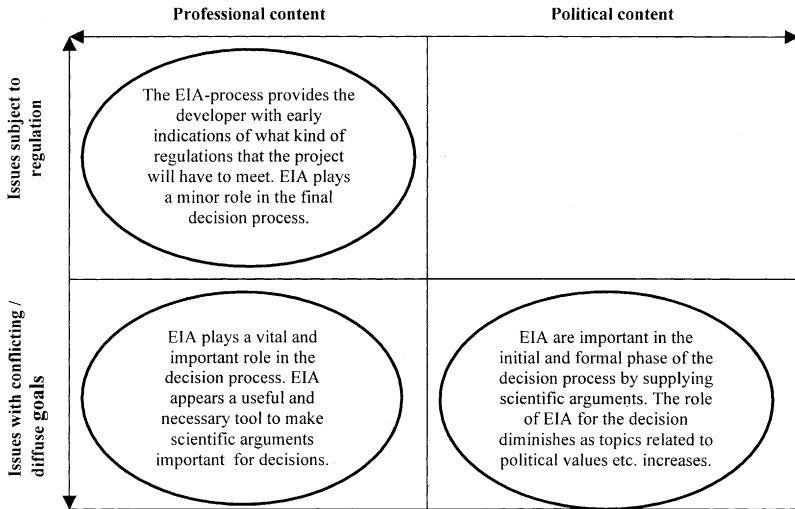 Professional content
Political content
Issues subject to
regulation
The EIA-process provides the
developer with early
indications of what kind of
regulations that the project
will have to meet. EIA plays
a minor role in the final
decision process.
Issues with conflicting /
diffuse goals
EIA plays a vital and
important role in the
decision process. EIA
appears a useful and
necessary tool to make
scientific arguments
important for decisions.
EIA are important in the
initial and formal phase of the
decision process by supplying
scientific arguments. The role
of EIA for the decision
diminishes as topics related to
political values etc. increases.